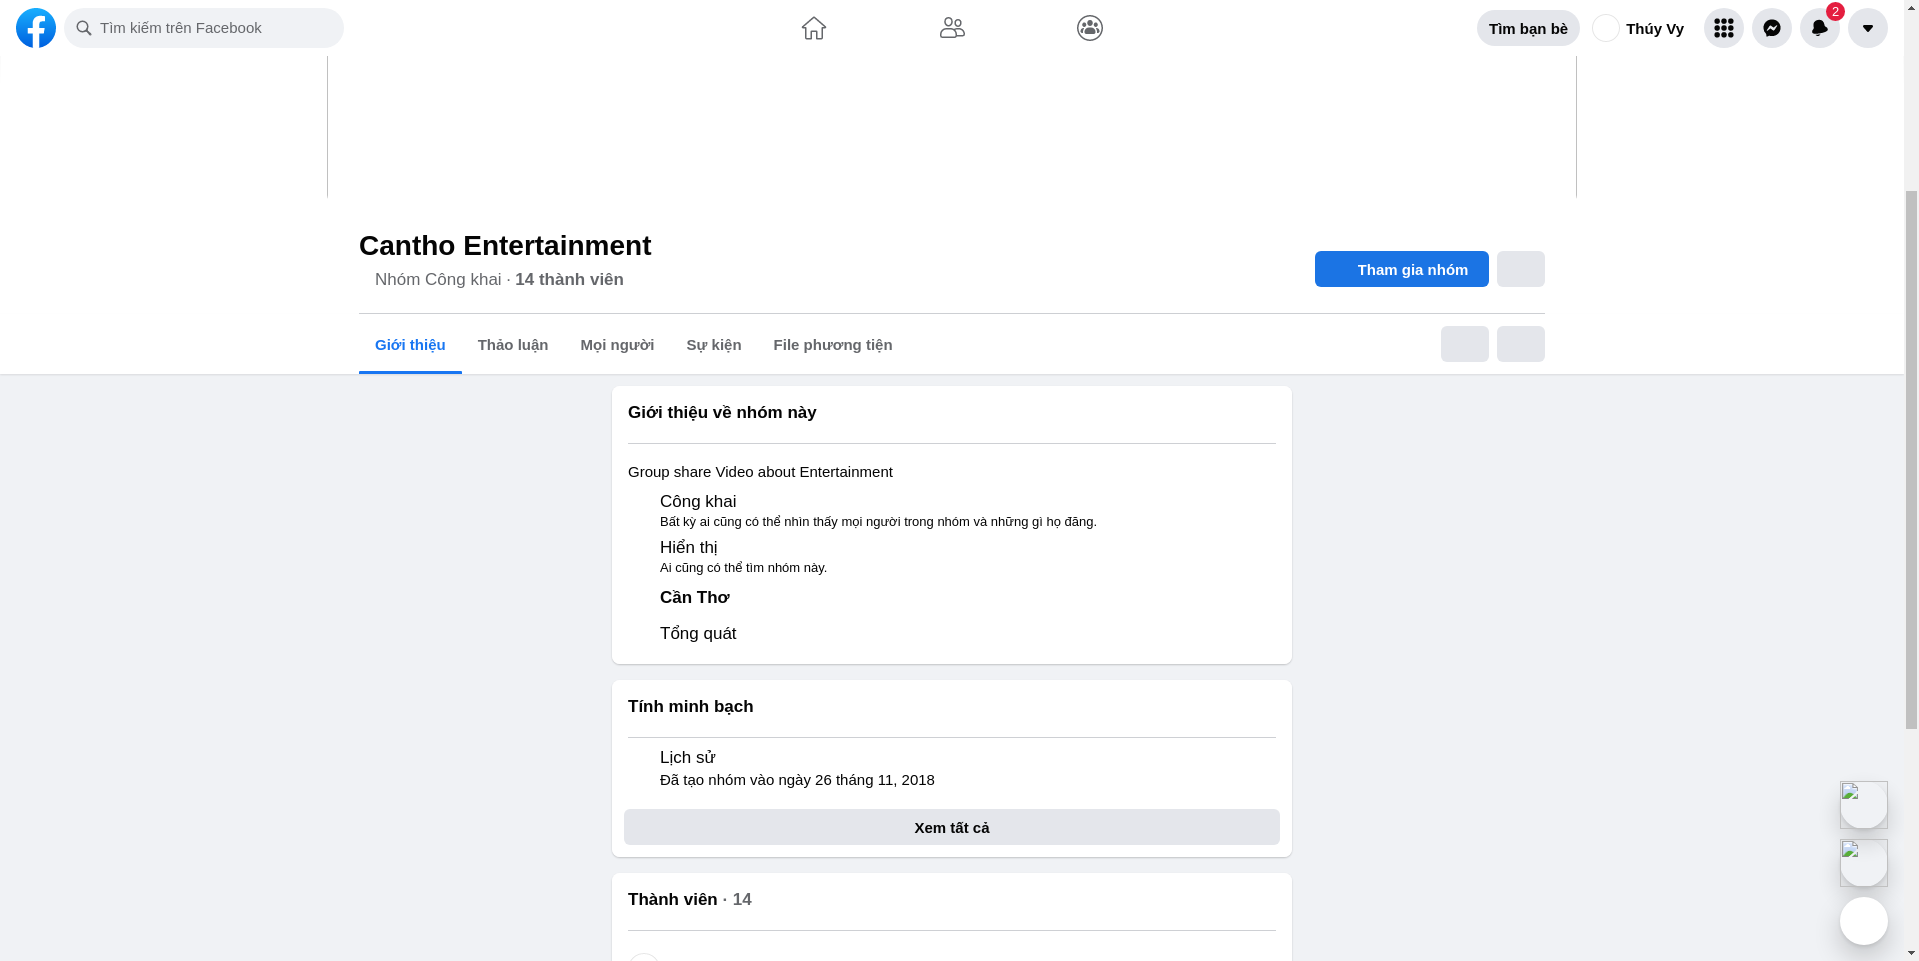 Tìm kiếm trên Facebook
Tìm bạn bè
Thúy Vy
2
Cantho Entertainment
Nhóm Công khai · 14 thành viên
Tham gia nhóm
Giới thiệu
Thảo luận
Mọi người
Sự kiện
File phương tiện
Giới thiệu về nhóm này
Group share Video about Entertainment
Công khai
Bất kỳ ai cũng có thể nhìn thấy mọi người trong nhóm và những gì họ đăng.
Hiển thị
Ai cũng có thể tìm nhóm này.
Cần Thơ
Tổng quát
Tính minh bạch
Lịch sử
Đã tạo nhóm vào ngày 26 tháng 11, 2018
Xem tất cả
Thành viên · 14